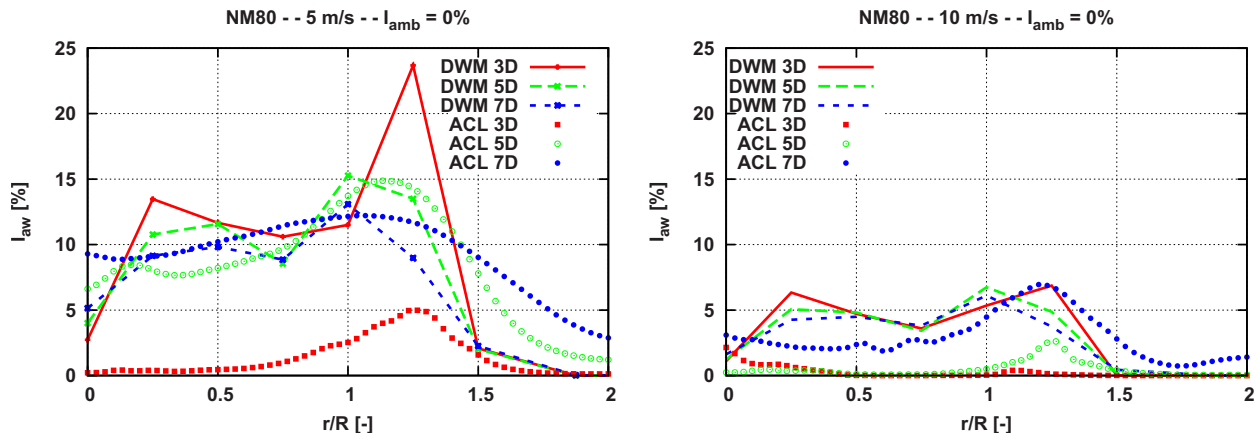 NM80 - - 5 m/s - - I_amb = 0%
25
20
15
10
5
0
I_aw [%]
DWM 3D
DWM 5D
DWM 7D
ACL 3D
ACL 5D
ACL 7D
0
0.5
1
1.5
2
r/R [-]
NM80 - - 10 m/s - - I_amb = 0%
25
20
15
10
5
0
I_aw [%]
DWM 3D
DWM 5D
DWM 7D
ACL 3D
ACL 5D
ACL 7D
0
0.5
1
1.5
2
r/R [-]